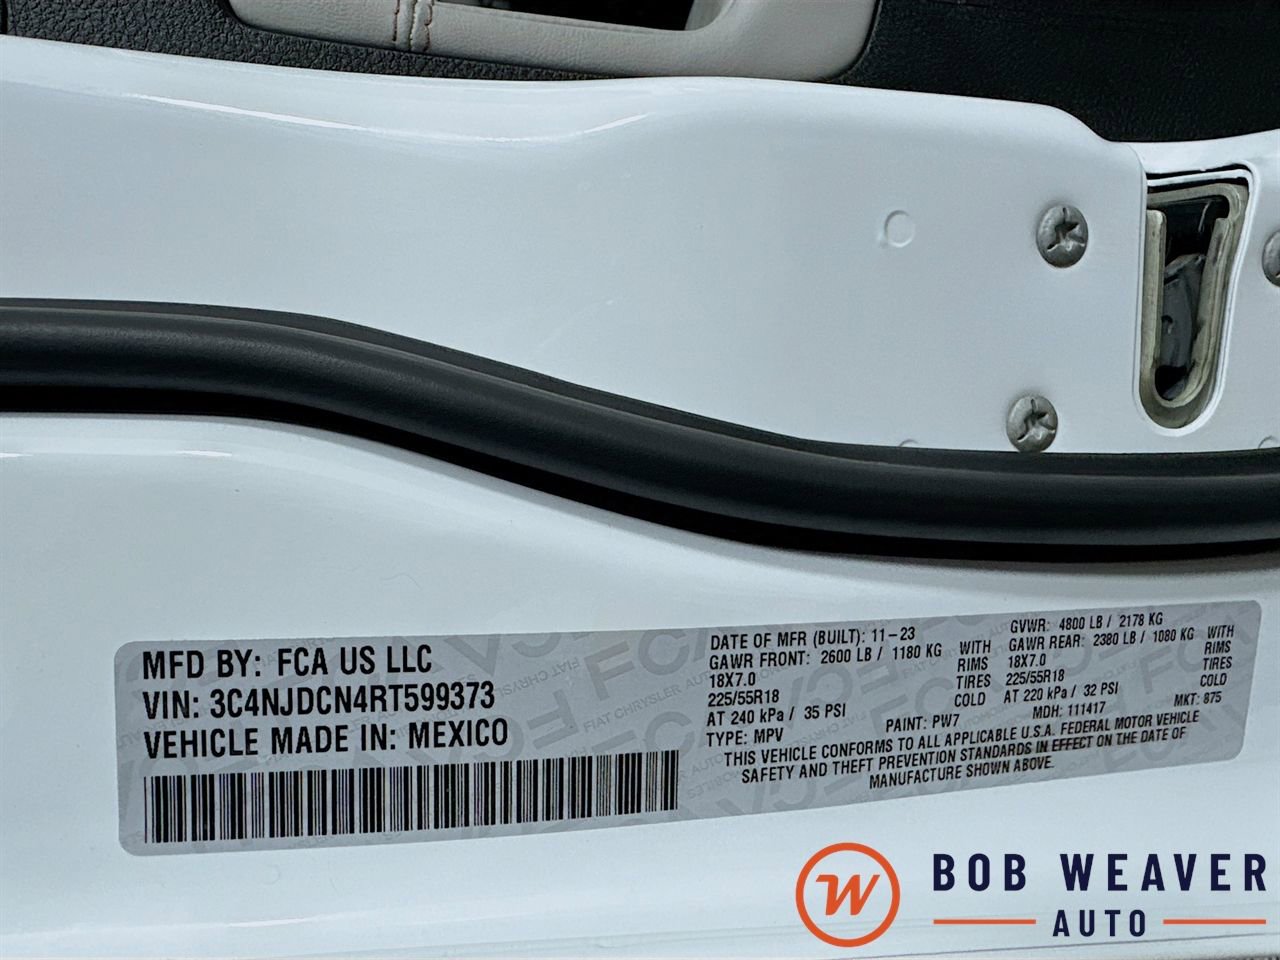 MFD BY: FCA US LLC
VIN: 3C4NJDCN4RT599373
VEHICLE MADE IN: MEXICO
DATE OF MFR (BUILT): 11-23
GAWR FRONT: 2600 LB / 1180 KG WITH
18X7.0 RIMS
225/55R18 TIRES
AT 240 kPa / 35 PSI COLD
TYPE: MPV
GVWR: 4800 LB / 2178 KG
GAWR REAR: 2380 LB / 1080 KG WITH
18X7.0 RIMS
225/55R18 TIRES
AT 220 kPa / 32 PSI COLD
PAINT: PW7 MDH: 111417 MKT: 875
THIS VEHICLE CONFORMS TO ALL APPLICABLE U.S.A. FEDERAL MOTOR VEHICLE
SAFETY AND THEFT PREVENTION STANDARDS IN EFFECT ON THE DATE OF
MANUFACTURE SHOWN ABOVE.
W
BOB WEAVER
AUTO